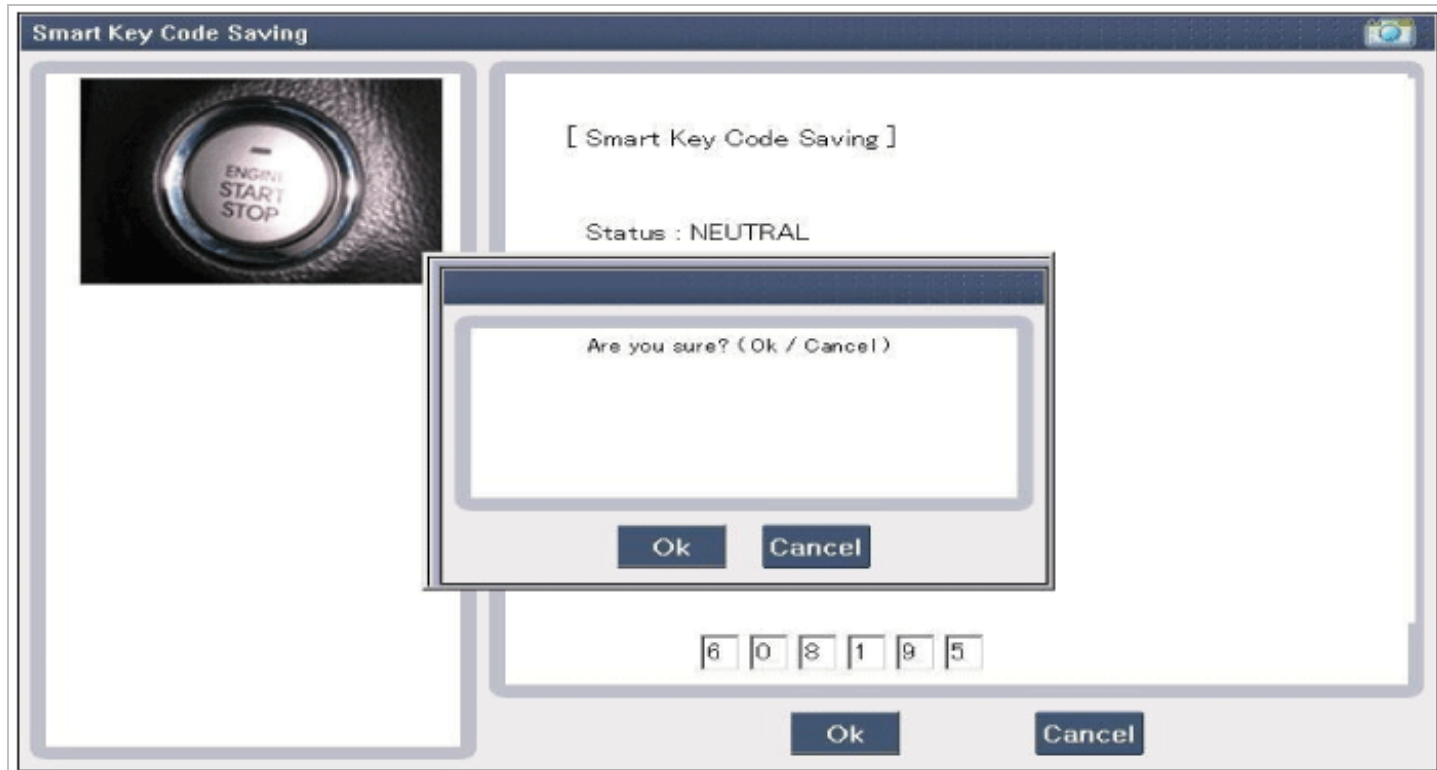 Smart Key Code Saving
ENGINE
START
STOP
[ Smart Key Code Saving ]
Status : NEUTRAL
Are you sure? ( Ok / Cancel )
Ok Cancel
6 0 8 1 9 5
Ok Cancel